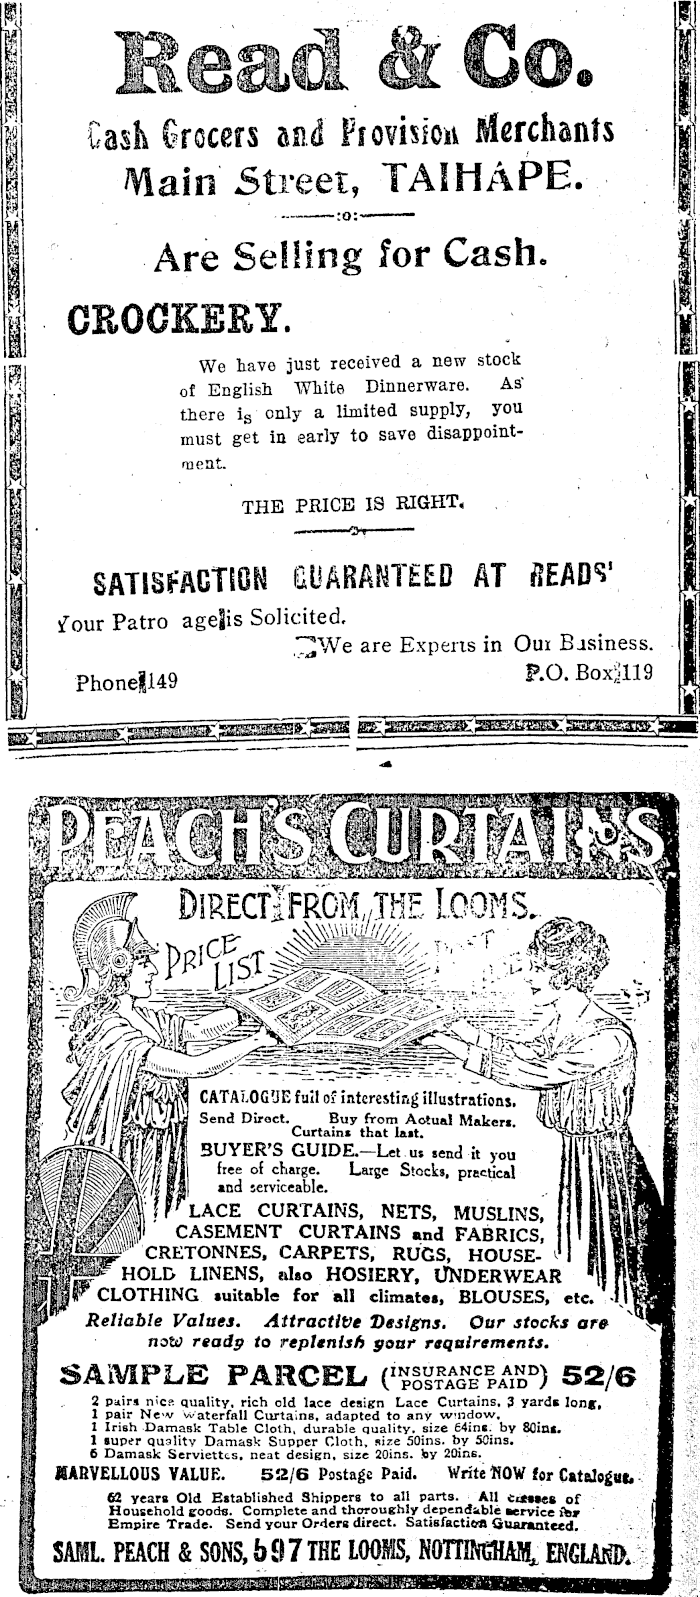 Read & Co.
Cash Grocers and Provision Merchants
Main Street, TAIHAPE.
:o:
Are Selling for Cash.
CROCKERY.
We have just received a new stock
of English White Dinnerware. As
there is only a limited supply, you
must get in early to save disappoint-
ment.
THE PRICE IS RIGHT.
SATISFACTION GUARANTEED AT READS'
Your Patro age is Solicited.
We are Experts in Our Business.
Phone 149
P.O. Box 119
PEACH'S CURTAINS
DIRECT FROM THE LOOMS.
PRICE
LIST
POST
FREE
CATALOGUE full of interesting illustrations.
Send Direct. Buy from Actual Makers.
Curtains that last.
BUYER'S GUIDE.—Let us send it you
free of charge. Large Stocks, practical
and serviceable.
LACE CURTAINS, NETS, MUSLINS,
CASEMENT CURTAINS and FABRICS,
CRETONNES, CARPETS, RUGS, HOUSE-
HOLD LINENS, also HOSIERY, UNDERWEAR
CLOTHING suitable for all climates, BLOUSES, etc.
Reliable Values. Attractive Designs. Our stocks are
now ready to replenish your requirements.
SAMPLE PARCEL (INSURANCE AND POSTAGE PAID) 52/6
2 pairs nice quality, rich old lace design Lace Curtains, 3 yards long,
1 pair New Waterfall Curtains, adapted to any window.
1 Irish Damask Table Cloth, durable quality, size 64ins. by 80ins.
1 super quality Damask Supper Cloth, size 50ins. by 50ins.
6 Damask Serviettes, neat design, size 20ins. by 20ins.
MARVELLOUS VALUE. 52/6 Postage Paid. Write NOW for Catalogue.
62 years Old Established Shippers to all parts. All classes of
Household goods. Complete and thoroughly dependable service for
Empire Trade. Send your Orders direct. Satisfaction Guaranteed.
SAML. PEACH & SONS, 597 THE LOOMS, NOTTINGHAM, ENGLAND.